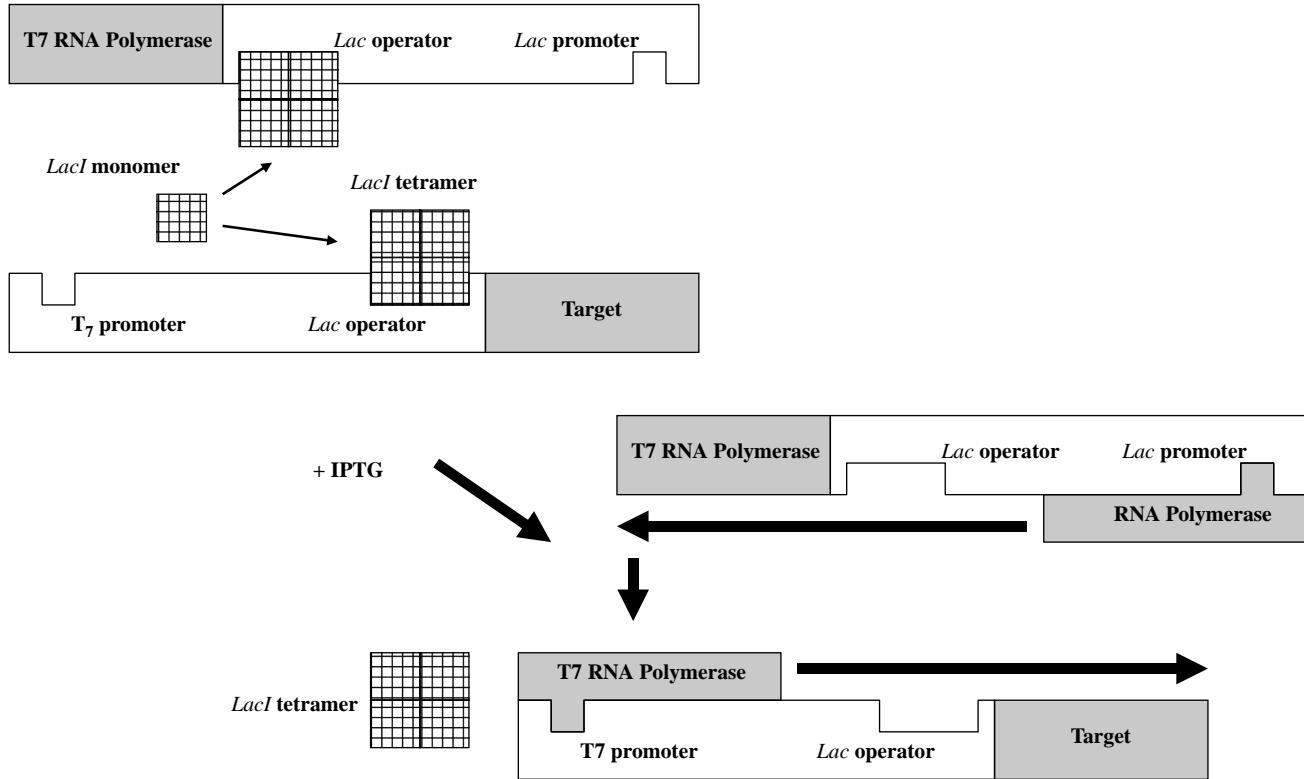 T7 RNA Polymerase
Lac operator
Lac promoter
LacI monomer
LacI tetramer
T7 promoter
Lac operator
Target
+ IPTG
T7 RNA Polymerase
Lac operator
Lac promoter
RNA Polymerase
LacI tetramer
T7 RNA Polymerase
T7 promoter
Lac operator
Target